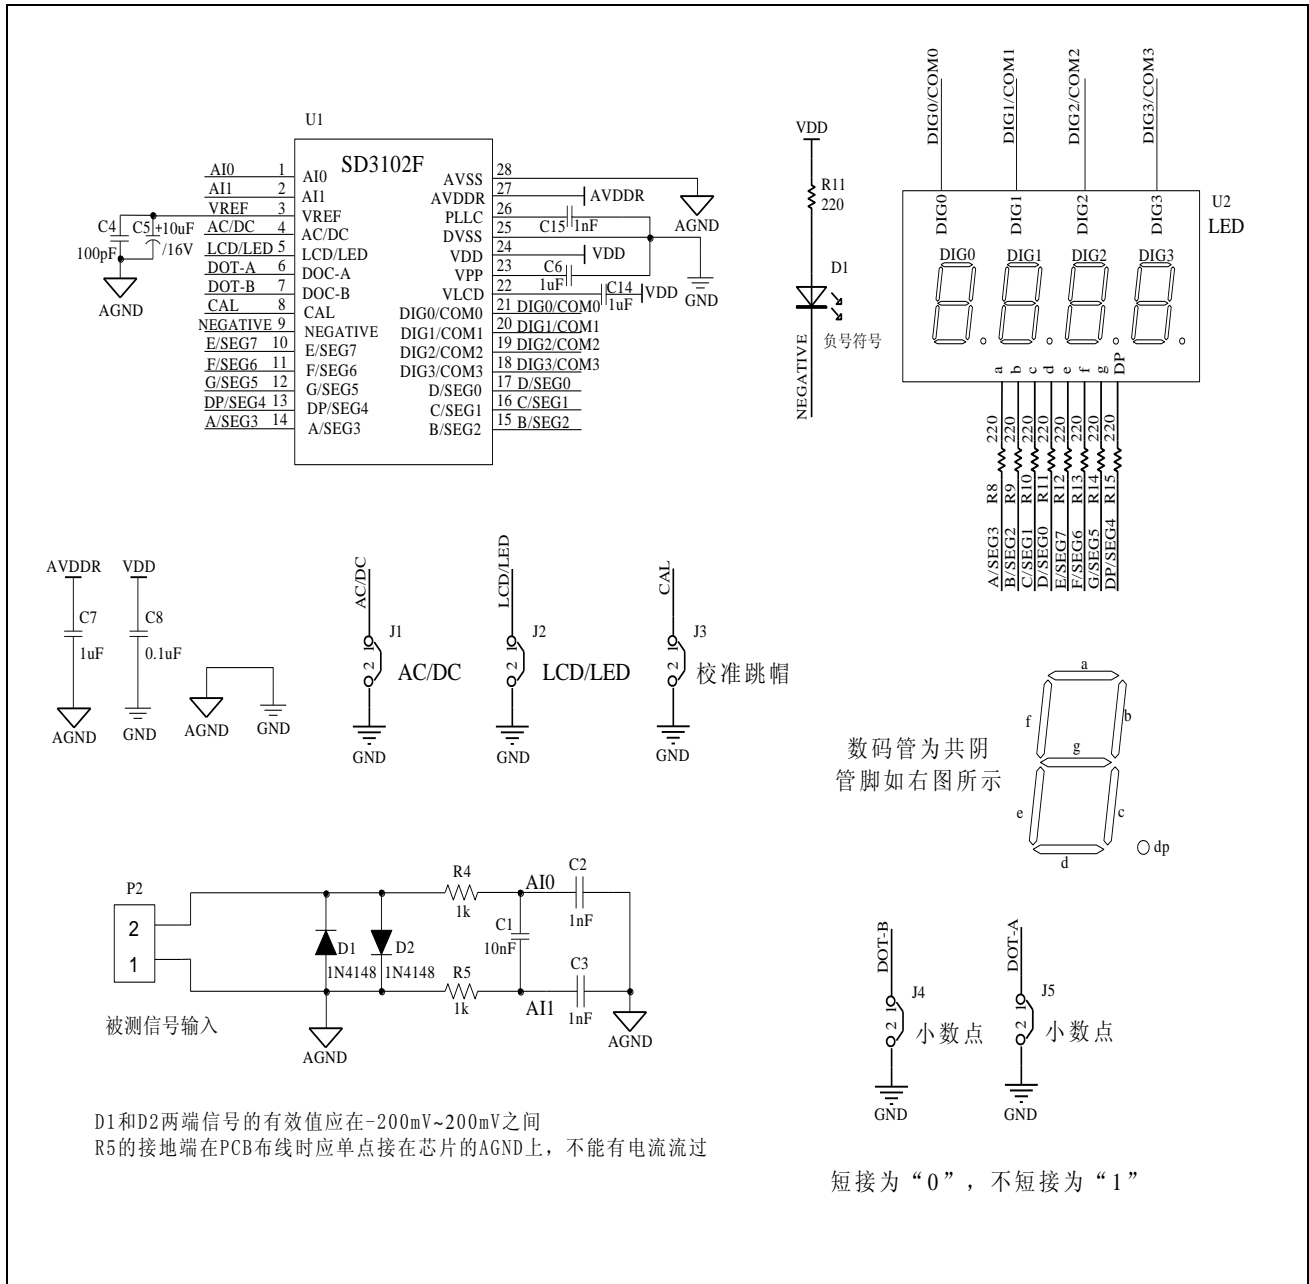 U1
SD3102F
AI0 1 AI0
AI1 2 AI1
VREF 3 VREF
AC/DC 4 AC/DC
LCD/LED 5 LCD/LED
DOT-A 6 DOC-A
DOT-B 7 DOC-B
CAL 8 CAL
NEGATIVE 9 NEGATIVE
E/SEG7 10 E/SEG7
F/SEG6 11 F/SEG6
G/SEG5 12 G/SEG5
DP/SEG4 13 DP/SEG4
A/SEG3 14 A/SEG3
AVSS 28
AVDDR 27 AVDDR
PLLC 26
DVSS 25
VDD 24 VDD
VPP 23
VLCD 22 VDD
DIG0/COM0 21 DIG0/COM0
DIG1/COM1 20 DIG1/COM1
DIG2/COM2 19 DIG2/COM2
DIG3/COM3 18 DIG3/COM3
D/SEG0 17 D/SEG0
C/SEG1 16 C/SEG1
B/SEG2 15 B/SEG2
C4
100pF
C5
+10uF
/16V
AGND
C15 1nF
C6
1uF
C14
1uF
AGND
GND
VDD
R11
220
D1
负号符号
NEGATIVE
DIG0/COM0
DIG1/COM1
DIG2/COM2
DIG3/COM3
U2
LED
DIG0
DIG1
DIG2
DIG3
DIG0 DIG1 DIG2 DIG3
a
b
c
d
e
f
g
DP
A/SEG3 R8 220
B/SEG2 R9 220
C/SEG1 R10 220
D/SEG0 R11 220
E/SEG7 R12 220
F/SEG6 R13 220
G/SEG5 R14 220
DP/SEG4 R15 220
AVDDR
C7
1uF
AGND
VDD
C8
0.1uF
GND
AGND
GND
AC/DC
J1
1
2
AC/DC
GND
LCD/LED
J2
1
2
LCD/LED
GND
CAL
J3
1
2
校准跳帽
GND
数码管为共阴
管脚如右图所示
a
f
b
g
e
c
d
dp
P2
2
1
被测信号输入
D1
1N4148
D2
1N4148
AGND
R4
1k
R5
1k
AI0
C1
10nF
AI1
C2
1nF
C3
1nF
AGND
DOT-B
J4
1
2
小数点
GND
DOT-A
J5
1
2
小数点
GND
D1和D2两端信号的有效值应在-200mV~200mV之间
R5的接地端在PCB布线时应单点接在芯片的AGND上，不能有电流流过
短接为“0”，不短接为“1”